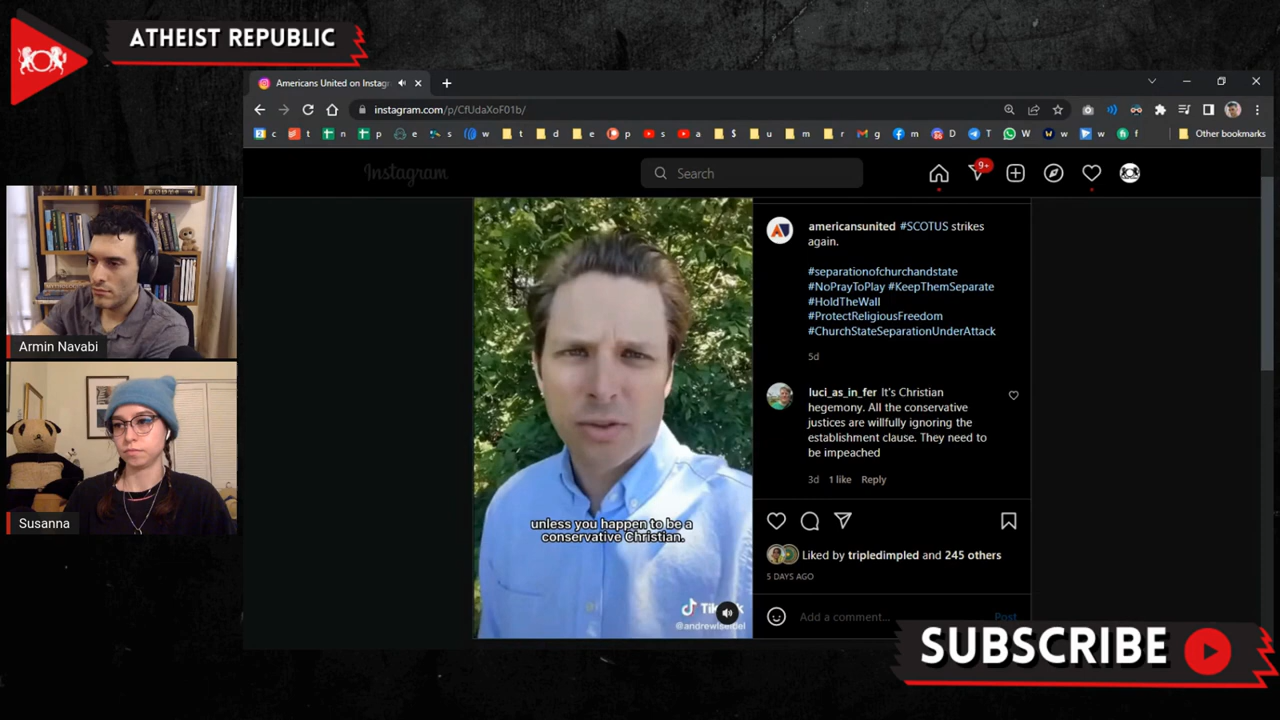 ATHEIST REPUBLIC
Americans United on Instagr
instagram.com/p/CfUdaXoF01b/
c t n p e s w t d e p s a $ u m r g m D T W w w f Other bookmarks
Instagram
Search
9+
americansunited #SCOTUS strikes
again.
#separationofchurchandstate
#NoPrayToPlay #KeepThemSeparate
#HoldTheWall
#ProtectReligiousFreedom
#ChurchStateSeparationUnderAttack
5d
luci_as_in_fer It's Christian
hegemony. All the conservative
justices are willfully ignoring the
establishment clause. They need to
be impeached
3d 1 like Reply
Liked by tripledimpled and 245 others
5 DAYS AGO
Add a comment...
Post
unless you happen to be a
conservative Christian.
Armin Navabi
Susanna
SUBSCRIBE